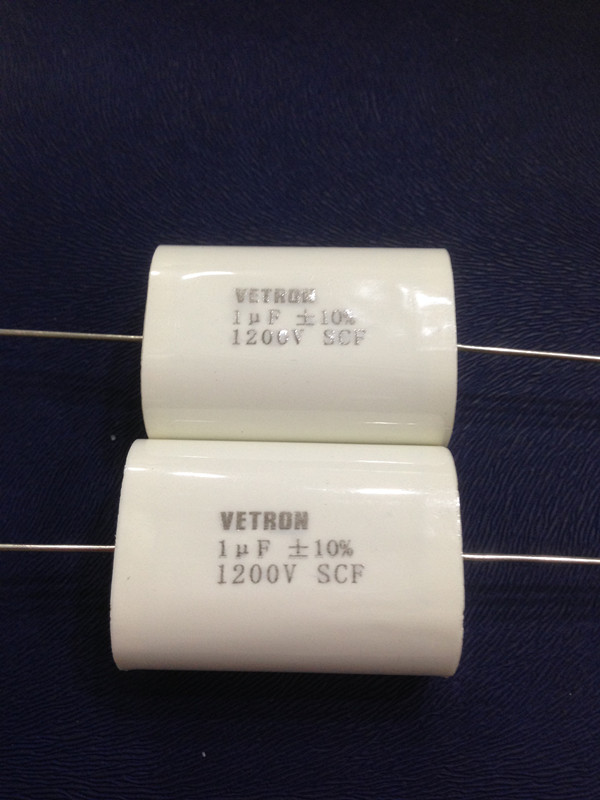 VETRON
1μF ±10%
1200V SCF
VETRON
1μF ±10%
1200V SCF